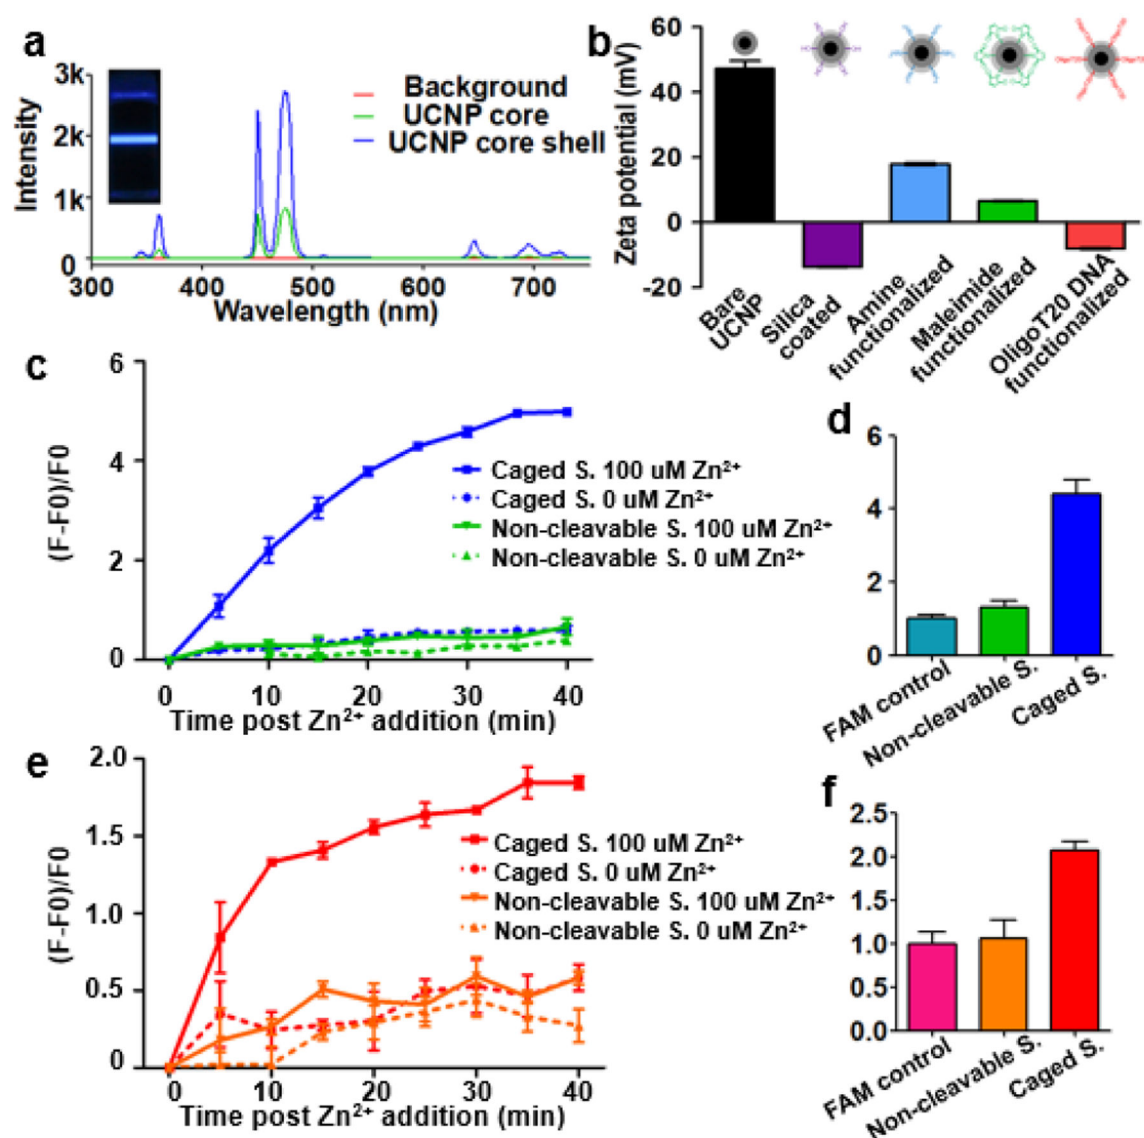 a
3k
2k
1k
0
Intensity
300
400
500
600
700
Wavelength (nm)
Background
UCNP core
UCNP core shell
b
60
40
20
0
-20
Zeta potential (mV)
Bare
UCNP
Silica
coated
Amine
functionalized
Maleimide
functionalized
OligoT20 DNA
functionalized
c
6
4
2
0
(F-F0)/F0
0
10
20
30
40
Time post Zn²⁺ addition (min)
Caged S. 100 uM Zn²⁺
Caged S. 0 uM Zn²⁺
Non-cleavable S. 100 uM Zn²⁺
Non-cleavable S. 0 uM Zn²⁺
d
6
4
2
0
FAM control
Non-cleavable S.
Caged S.
e
2.0
1.5
1.0
0.5
0
(F-F0)/F0
0
10
20
30
40
Time post Zn²⁺ addition (min)
Caged S. 100 uM Zn²⁺
Caged S. 0 uM Zn²⁺
Non-cleavable S. 100 uM Zn²⁺
Non-cleavable S. 0 uM Zn²⁺
f
2.5
2.0
1.5
1.0
0.5
0.0
FAM control
Non-cleavable S.
Caged S.